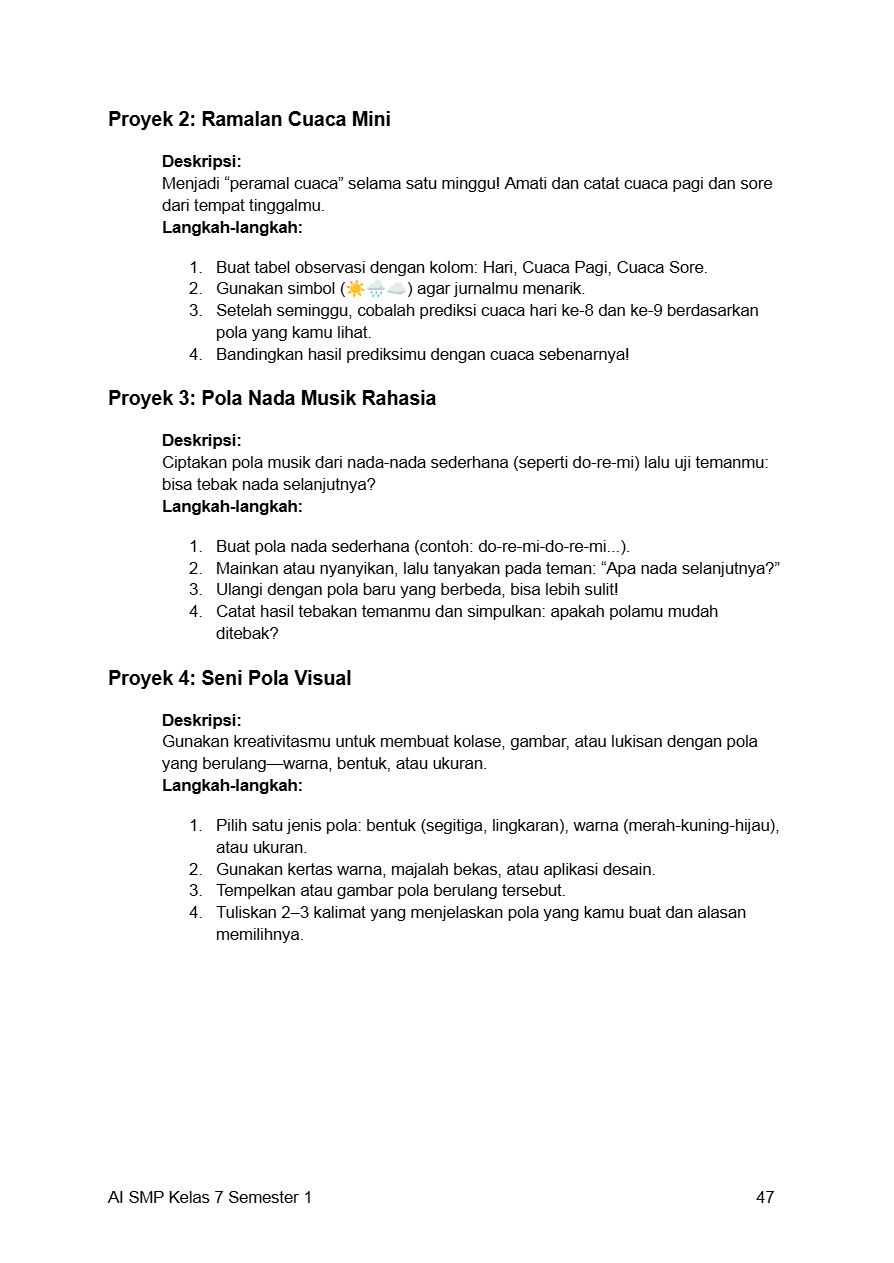 Proyek 2: Ramalan Cuaca Mini
Deskripsi:
Menjadi “peramal cuaca” selama satu minggu! Amati dan catat cuaca pagi dan sore
dari tempat tinggalmu.
Langkah-langkah:
1. Buat tabel observasi dengan kolom: Hari, Cuaca Pagi, Cuaca Sore.
2. Gunakan simbol (☀️🌧️☁️) agar jurnalmu menarik.
3. Setelah seminggu, cobalah prediksi cuaca hari ke-8 dan ke-9 berdasarkan
pola yang kamu lihat.
4. Bandingkan hasil prediksimu dengan cuaca sebenarnya!
Proyek 3: Pola Nada Musik Rahasia
Deskripsi:
Ciptakan pola musik dari nada-nada sederhana (seperti do-re-mi) lalu uji temanmu:
bisa tebak nada selanjutnya?
Langkah-langkah:
1. Buat pola nada sederhana (contoh: do-re-mi-do-re-mi...).
2. Mainkan atau nyanyikan, lalu tanyakan pada teman: “Apa nada selanjutnya?”
3. Ulangi dengan pola baru yang berbeda, bisa lebih sulit!
4. Catat hasil tebakan temanmu dan simpulkan: apakah polamu mudah
ditebak?
Proyek 4: Seni Pola Visual
Deskripsi:
Gunakan kreativitasmu untuk membuat kolase, gambar, atau lukisan dengan pola
yang berulang—warna, bentuk, atau ukuran.
Langkah-langkah:
1. Pilih satu jenis pola: bentuk (segitiga, lingkaran), warna (merah-kuning-hijau),
atau ukuran.
2. Gunakan kertas warna, majalah bekas, atau aplikasi desain.
3. Tempelkan atau gambar pola berulang tersebut.
4. Tuliskan 2–3 kalimat yang menjelaskan pola yang kamu buat dan alasan
memilihnya.
AI SMP Kelas 7 Semester 1 47